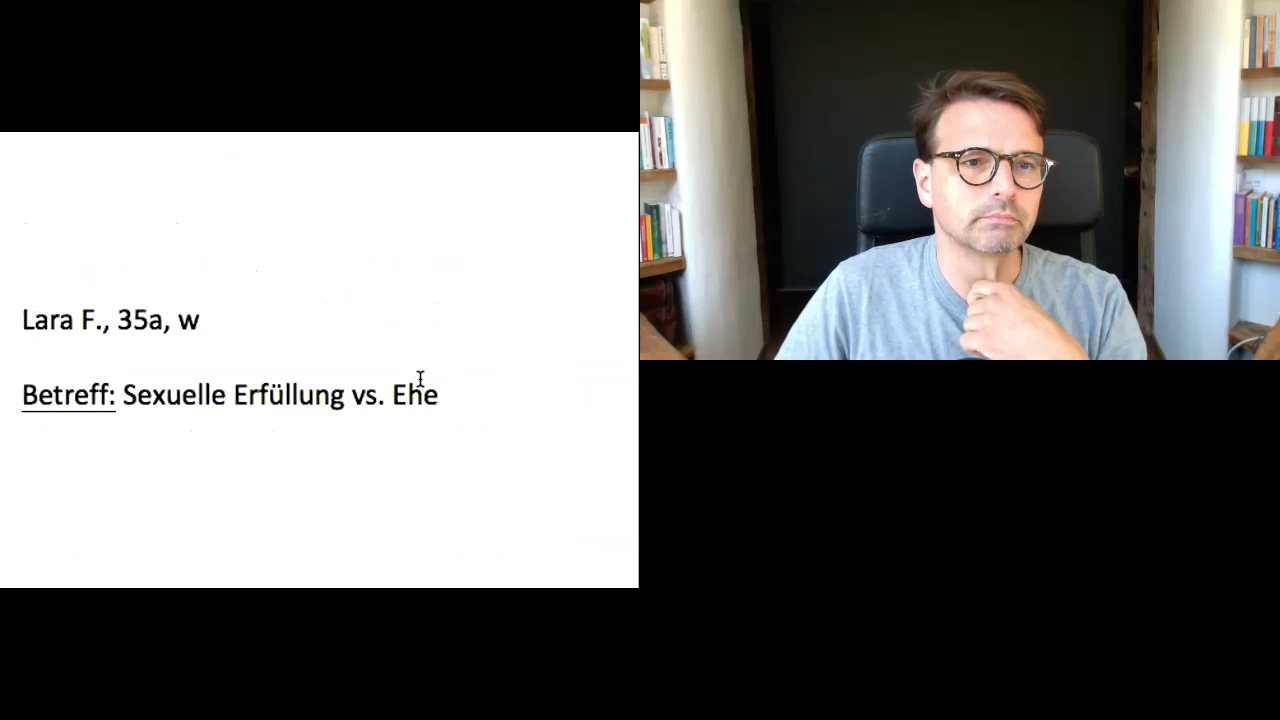 Lara F., 35a, w
Betreff: Sexuelle Erfüllung vs. Ehe